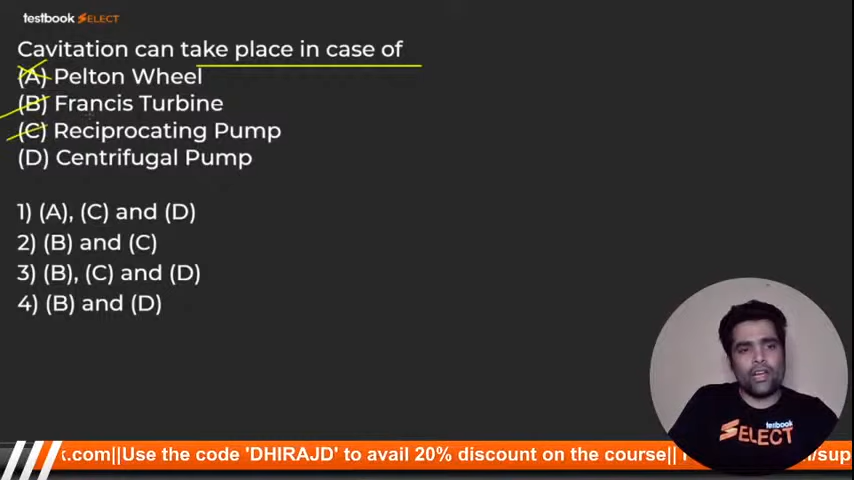 testbook SELECT
Cavitation can take place in case of
(A) Pelton Wheel
(B) Francis Turbine
(C) Reciprocating Pump
(D) Centrifugal Pump
1) (A), (C) and (D)
2) (B) and (C)
3) (B), (C) and (D)
4) (B) and (D)
testbook
SELECT
k.com||Use the code 'DHIRAJD' to avail 20% discount on the course||